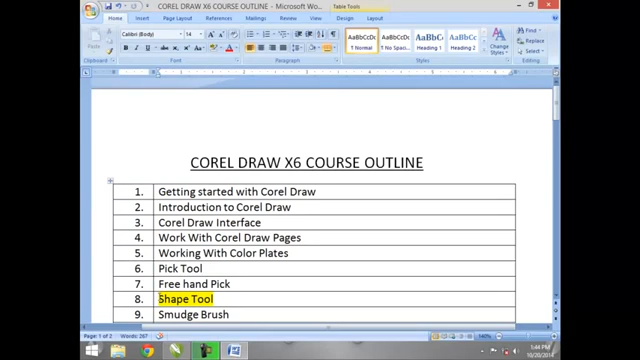 COREL DRAW X6 COURSE OUTLINE - Microsoft Wo...
Table Tools
Home Insert Page Layout References Mailings Review View Design Layout
Calibri (Body) 14
AaBbCcDc AaBbCcDc AaBbC AaBbCc
¶ Normal ¶ No Spaci... Heading 1 Heading 2
Change
Styles
Find
Replace
Select
Clipboard Font Paragraph Styles Editing
COREL DRAW X6 COURSE OUTLINE
1. Getting started with Corel Draw
2. Introduction to Corel Draw
3. Corel Draw Interface
4. Work With Corel Draw Pages
5. Working With Color Plates
6. Pick Tool
7. Free hand Pick
8. Shape Tool
9. Smudge Brush
Page: 1 of 2 Words: 267 140%
1:44 PM
10/20/2014